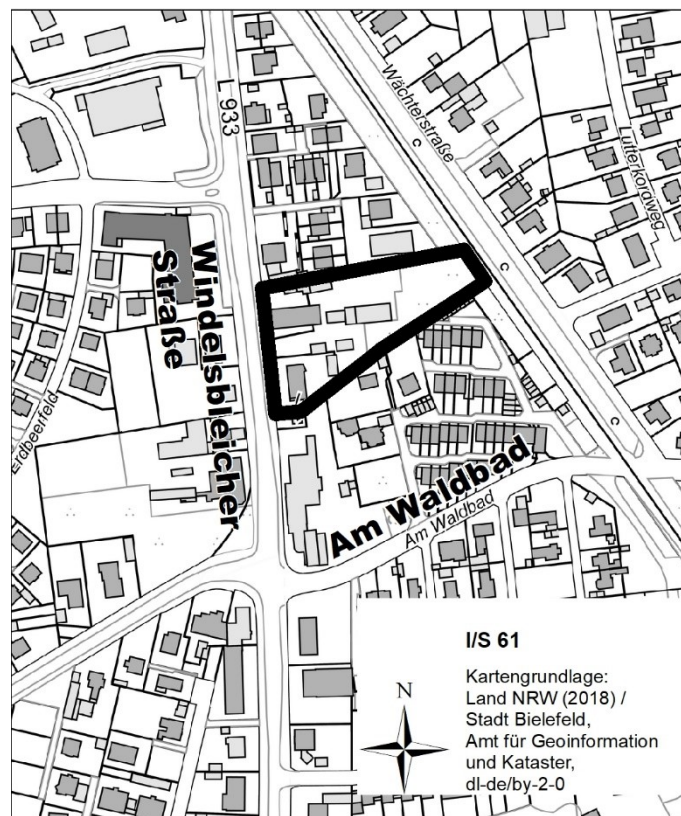 L 933
Wächterstraße
Lutterkordweg
C
C
C
Windelsbleicher
Straße
Erdbeerfeld
Am Waldbad
Am Waldbad
I/S 61
Kartengrundlage:
Land NRW (2018) /
Stadt Bielefeld,
Amt für Geoinformation
und Kataster,
dl-de/by-2-0
N